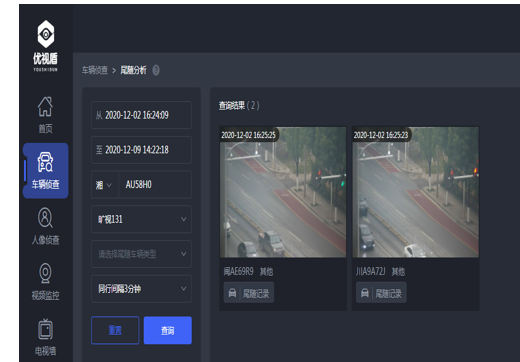 优视盾
YOUSHIDUN
首页
车辆侦查
人像侦查
视频监控
电视墙
车辆侦查 > 尾随分析
从 2020-12-02 16:24:09
至 2020-12-09 14:22:18
湘 AU58H0
旷视131
请选择尾随车辆类型
同行间隔3分钟
重置 查询
查询结果 ( 2 )
2020-12-02 16:25:25
闽AE69R9 其他
尾随记录
2020-12-02 16:25:23
川A9A72J 其他
尾随记录